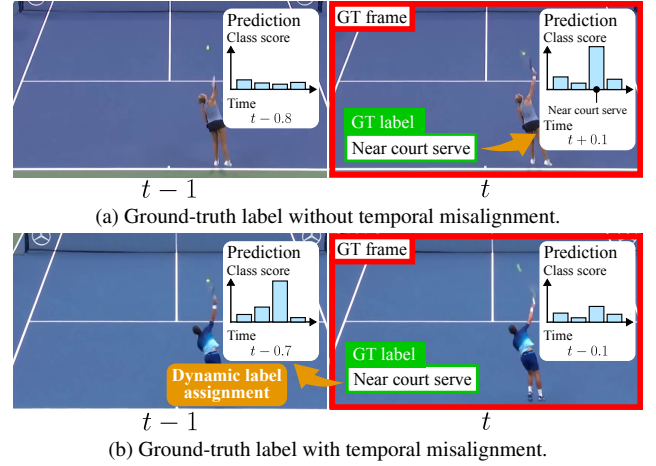 Prediction
Class score
Time
t − 0.8
GT frame
Prediction
Class score
Near court serve
Time
t + 0.1
GT label
Near court serve
t − 1
t
(a) Ground-truth label without temporal misalignment.
Prediction
Class score
Time
t − 0.7
Dynamic label
assignment
GT frame
Prediction
Class score
Time
t − 0.1
GT label
Near court serve
t − 1
t
(b) Ground-truth label with temporal misalignment.